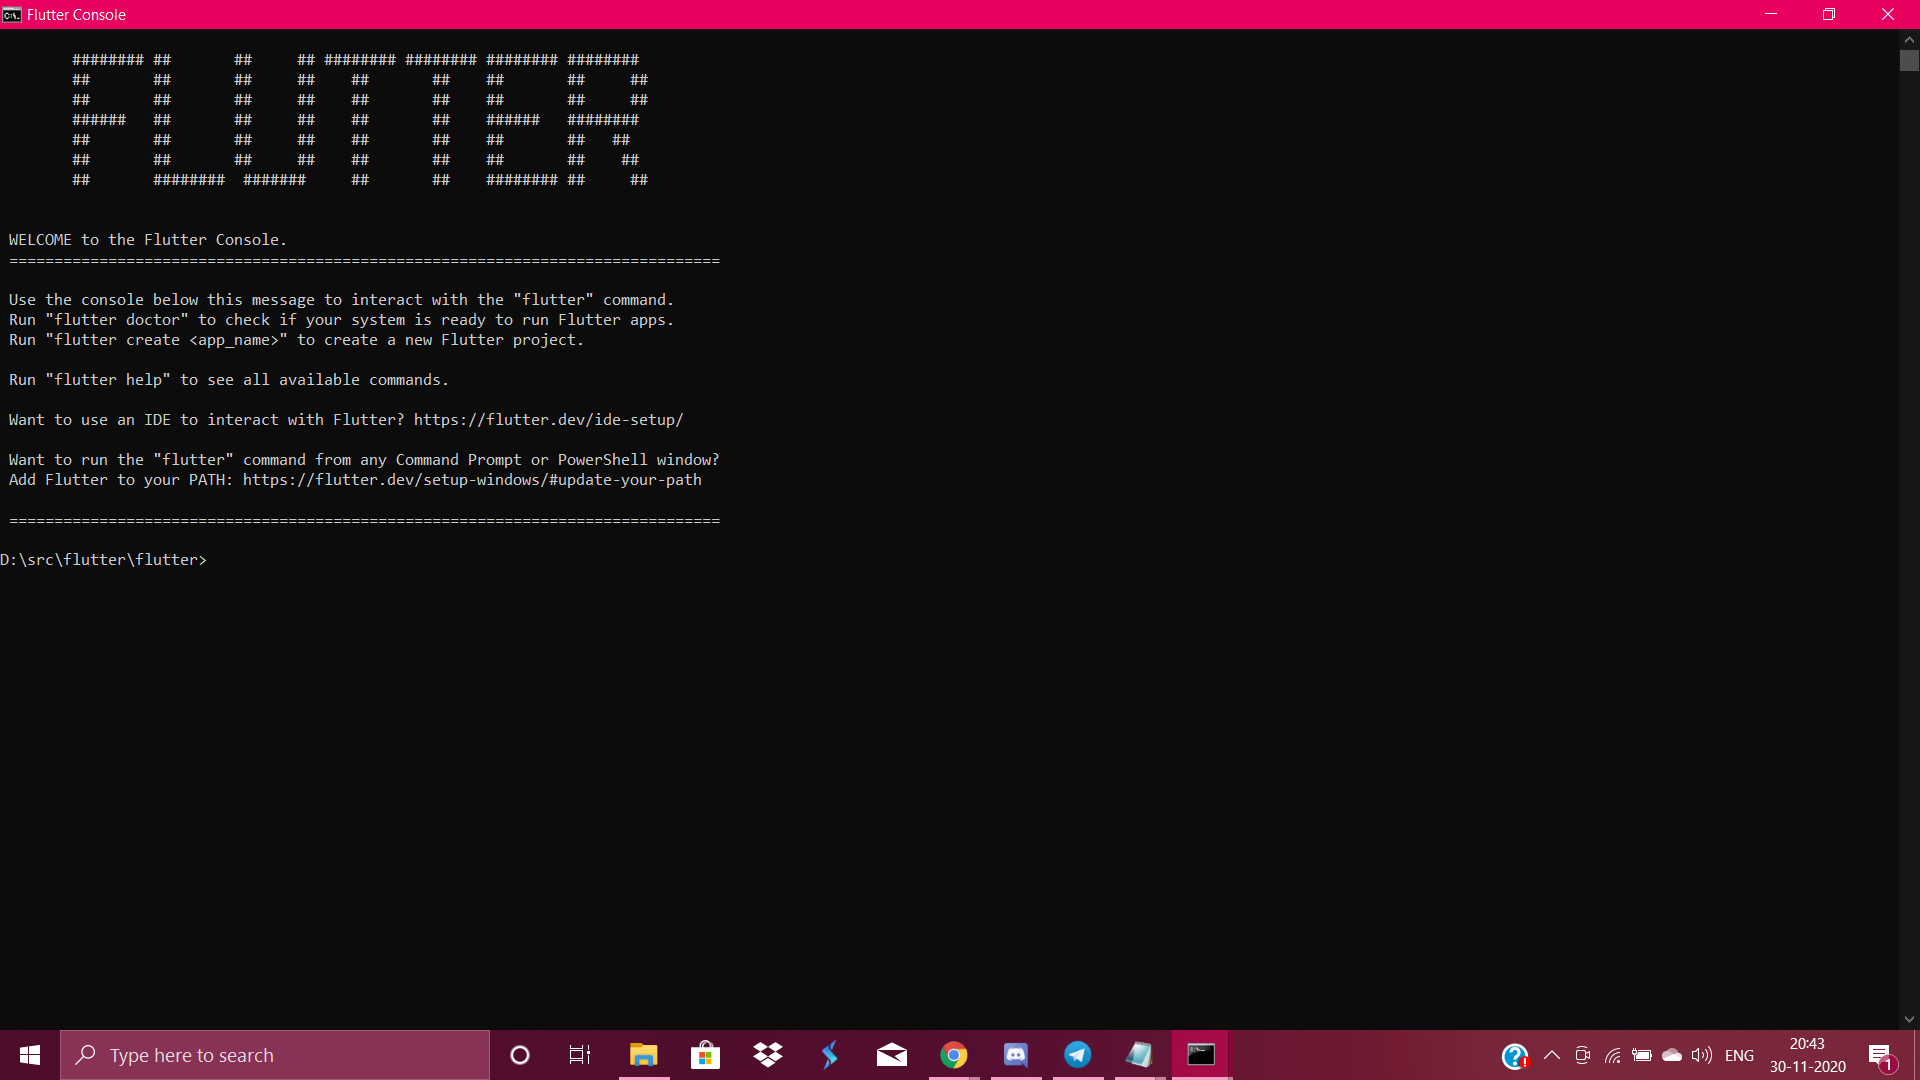 Flutter Console
######## ##       ##     ## ######## ######## ######## ########
##       ##       ##     ##    ##       ##    ##       ##     ##
##       ##       ##     ##    ##       ##    ##       ##     ##
######   ##       ##     ##    ##       ##    ######   ########
##       ##       ##     ##    ##       ##    ##       ##   ##
##       ##       ##     ##    ##       ##    ##       ##    ##
##       ########  #######     ##       ##    ######## ##     ##
WELCOME to the Flutter Console.
===============================================================================
Use the console below this message to interact with the "flutter" command.
Run "flutter doctor" to check if your system is ready to run Flutter apps.
Run "flutter create <app_name>" to create a new Flutter project.
Run "flutter help" to see all available commands.
Want to use an IDE to interact with Flutter? https://flutter.dev/ide-setup/
Want to run the "flutter" command from any Command Prompt or PowerShell window?
Add Flutter to your PATH: https://flutter.dev/setup-windows/#update-your-path
===============================================================================
D:\src\flutter\flutter>
Type here to search
ENG
20:43
30-11-2020
1